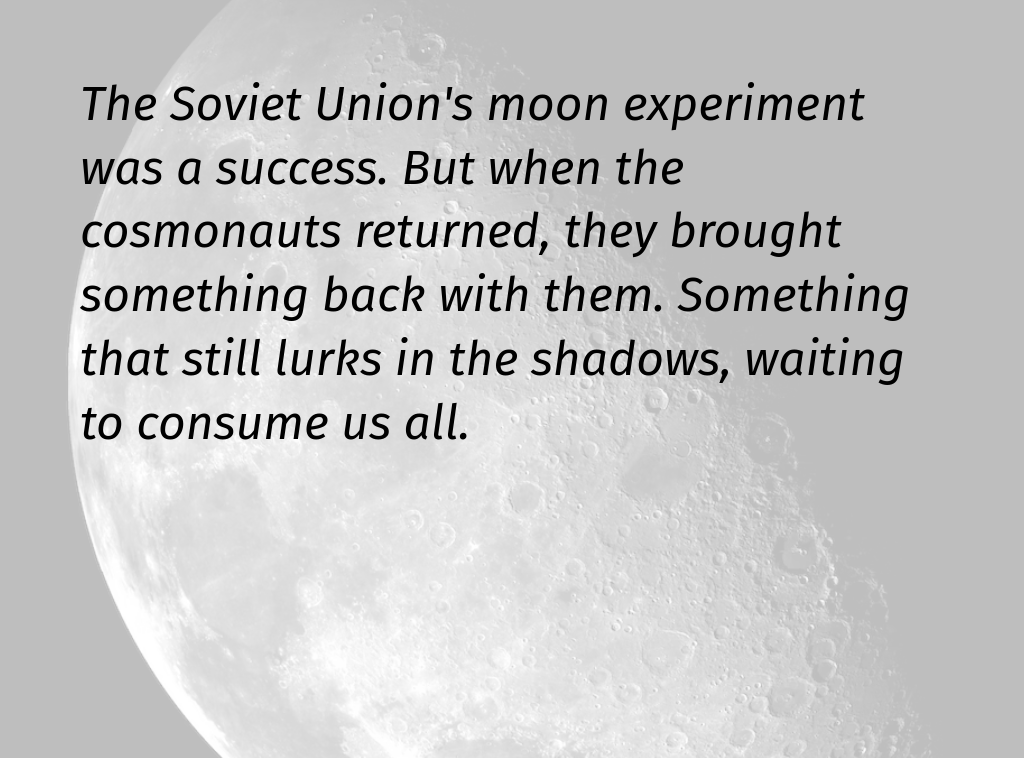 The Soviet Union's moon experiment
was a success. But when the
cosmonauts returned, they brought
something back with them. Something
that still lurks in the shadows, waiting
to consume us all.